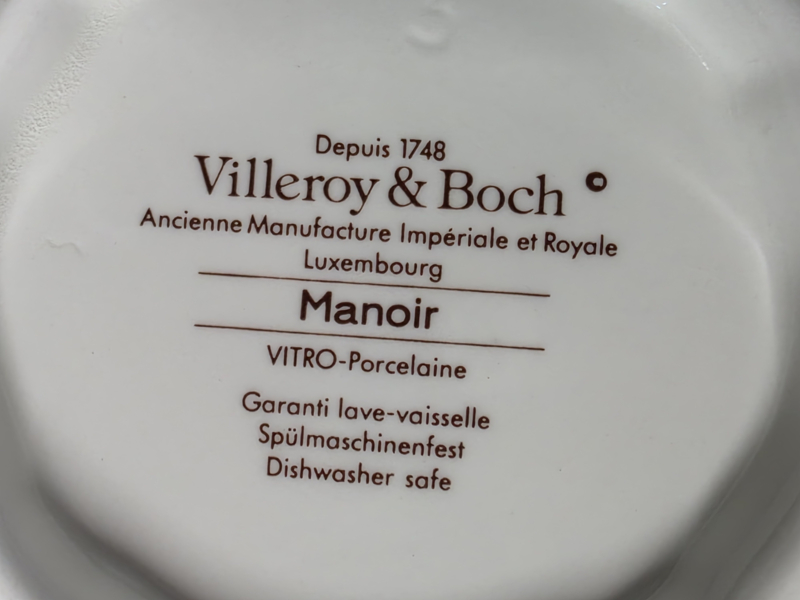 Depuis 1748
Villeroy & Boch ©
Ancienne Manufacture Impériale et Royale
Luxembourg
Manoir
VITRO-Porcelaine
Garanti lave-vaisselle
Spülmaschinenfest
Dishwasher safe